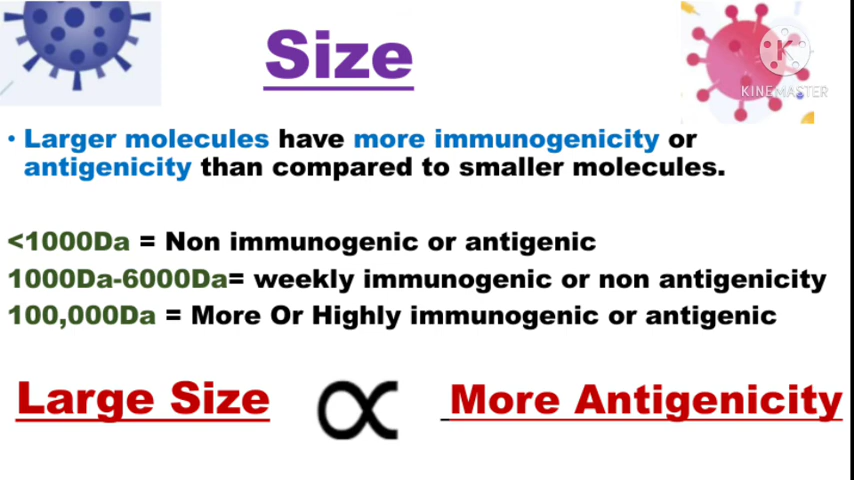 Size
K
KINEMASTER
• Larger molecules have more immunogenicity or
antigenicity than compared to smaller molecules.
<1000Da = Non immunogenic or antigenic
1000Da-6000Da= weekly immunogenic or non antigenicity
100,000Da = More Or Highly immunogenic or antigenic
Large Size ∝ More Antigenicity